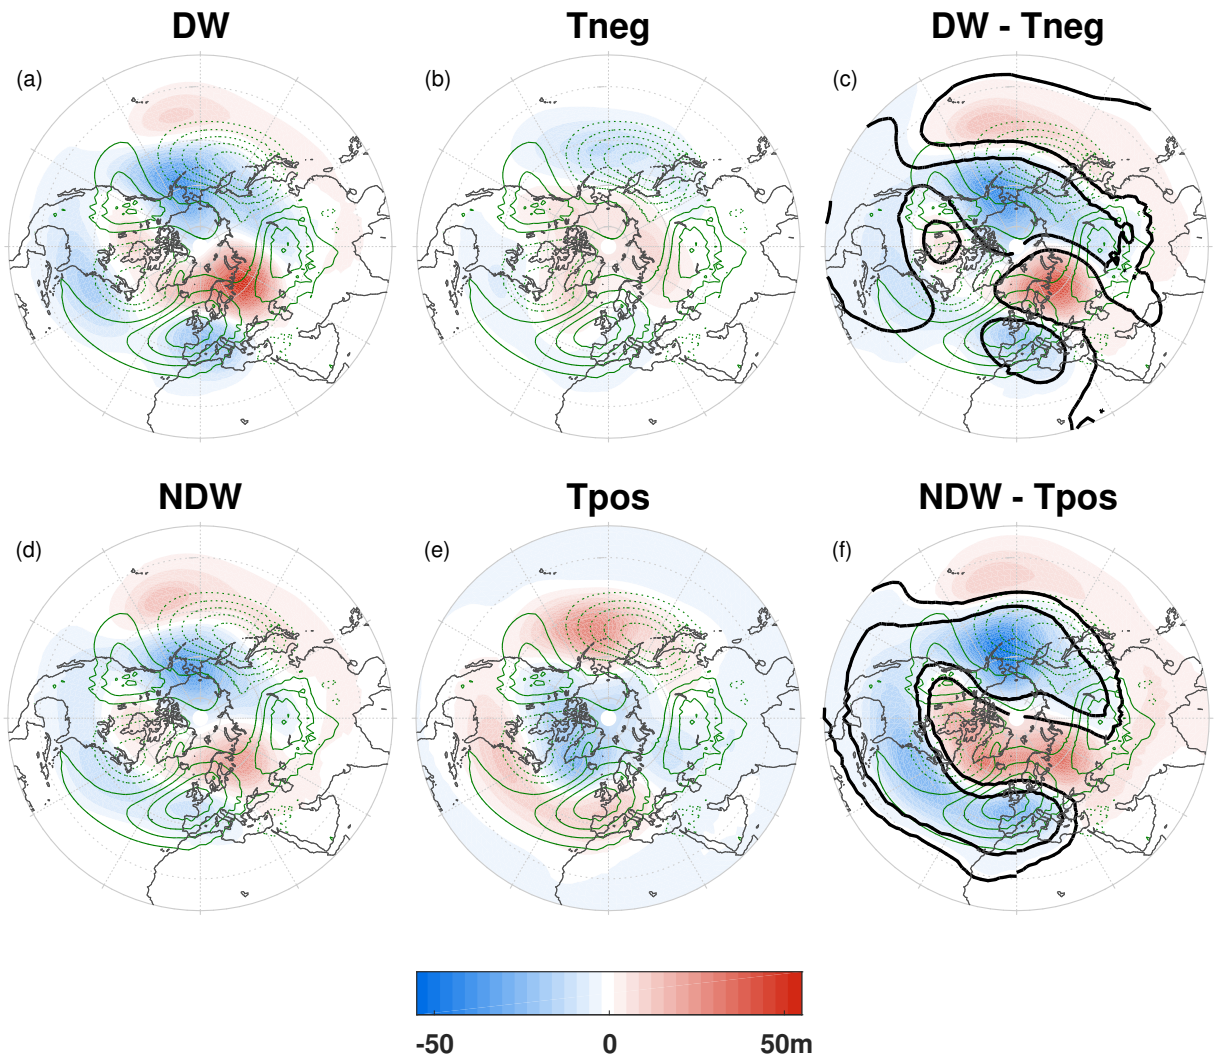 DW Tneg DW - Tneg
(a) (b) (c)
NDW Tpos NDW - Tpos
(d) (e) (f)
-50 0 50m